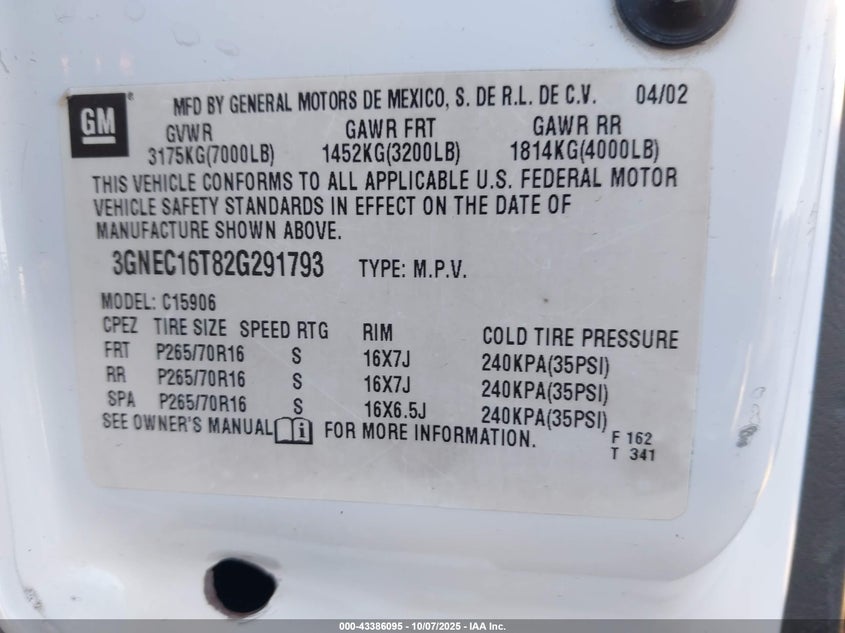 GM ® MFD BY GENERAL MOTORS DE MEXICO, S. DE R.L. DE C.V. 04/02
GVWR GAWR FRT GAWR RR
3175KG(7000LB) 1452KG(3200LB) 1814KG(4000LB)
THIS VEHICLE CONFORMS TO ALL APPLICABLE U.S. FEDERAL MOTOR
VEHICLE SAFETY STANDARDS IN EFFECT ON THE DATE OF
MANUFACTURE SHOWN ABOVE.
3GNEC16T82G291793 TYPE: M.P.V.
MODEL: C15906
CPEZ TIRE SIZE SPEED RTG RIM COLD TIRE PRESSURE
FRT P265/70R16 S 16X7J 240KPA(35PSI)
RR P265/70R16 S 16X7J 240KPA(35PSI)
SPA P265/70R16 S 16X6.5J 240KPA(35PSI)
SEE OWNER'S MANUAL i FOR MORE INFORMATION.
F 162
T 341
000-43386095 - 10/07/2025 - IAA Inc.